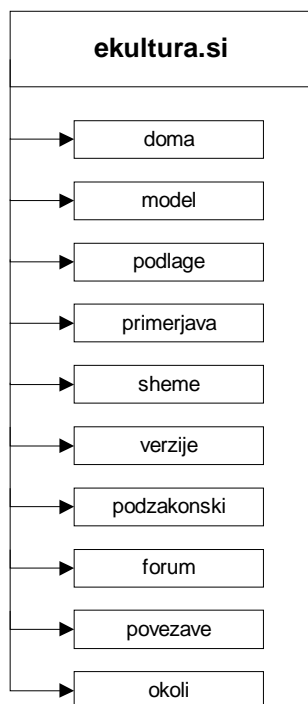 ekultura.si
doma
model
podlage
primerjava
sheme
verzije
podzakonski
forum
povezave
okoli